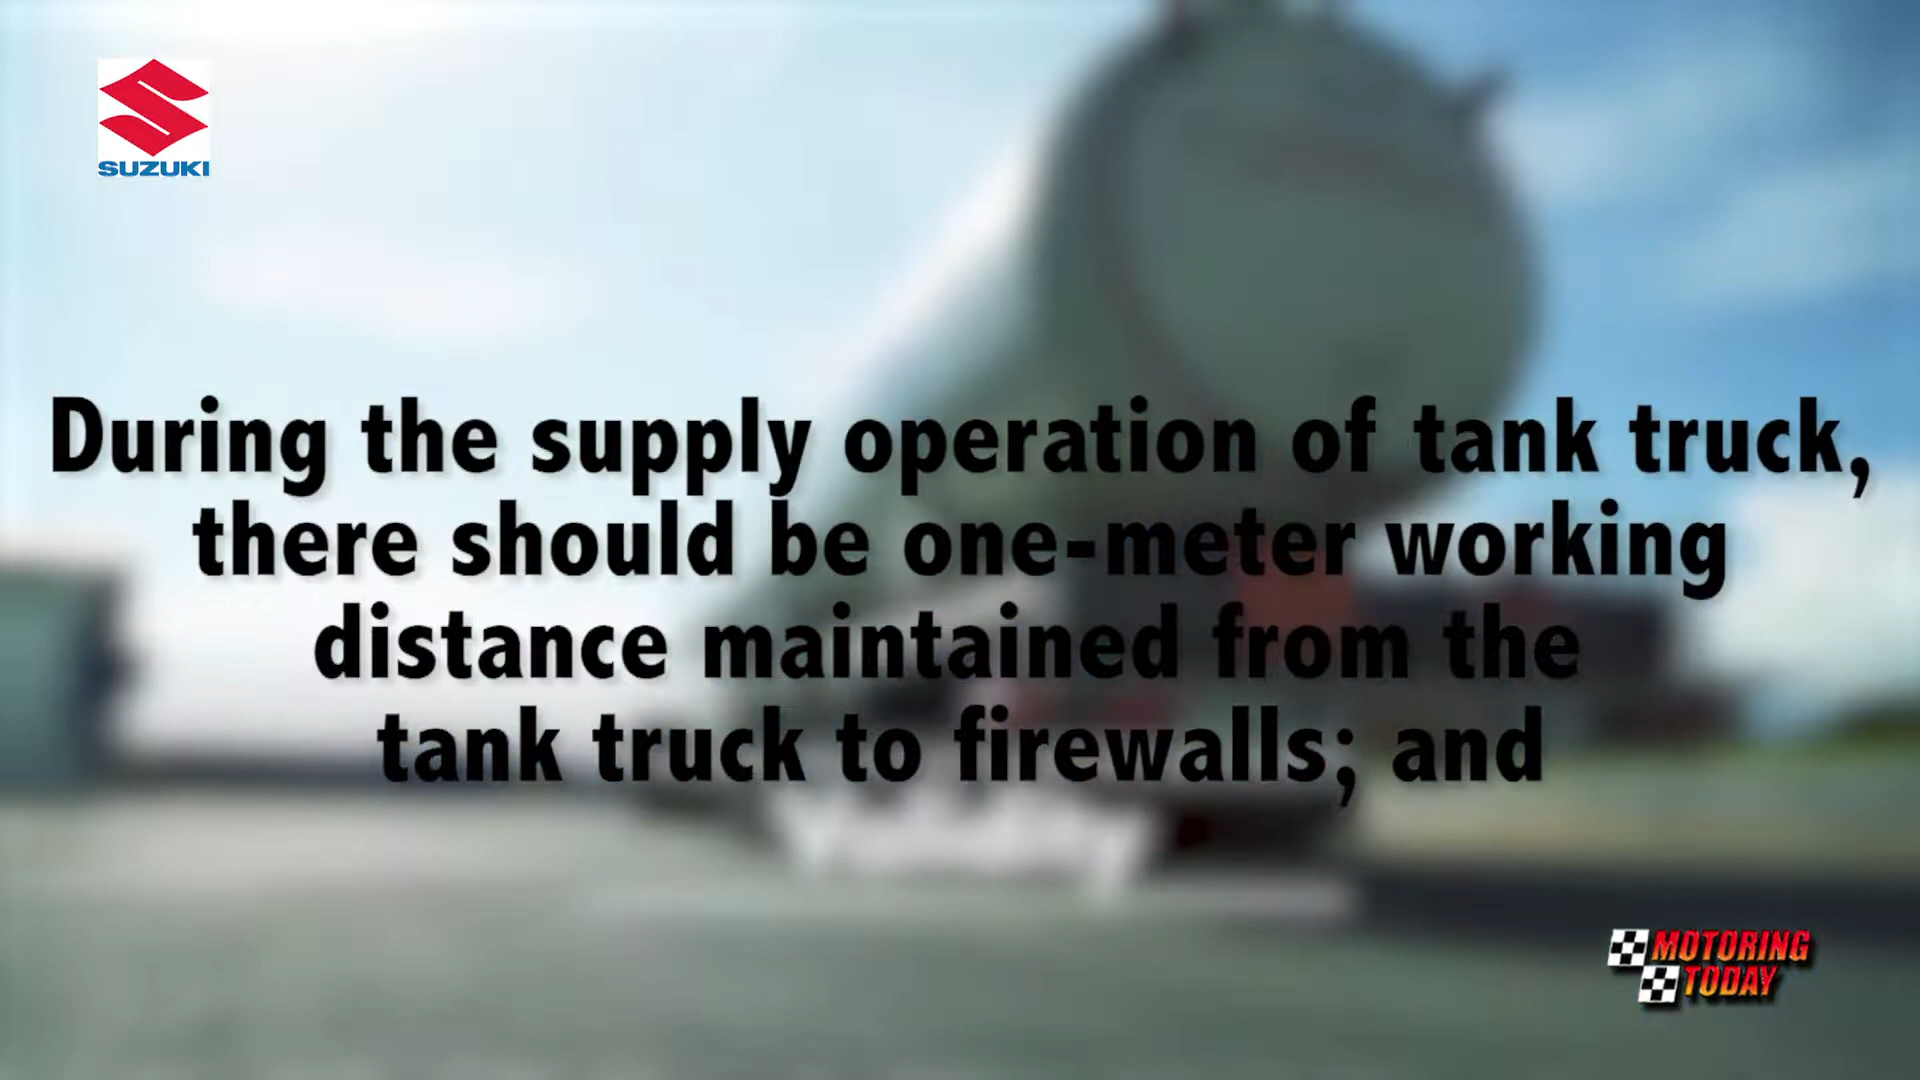 SUZUKI
During the supply operation of tank truck,
there should be one-meter working
distance maintained from the
tank truck to firewalls; and
MOTORING
TODAY